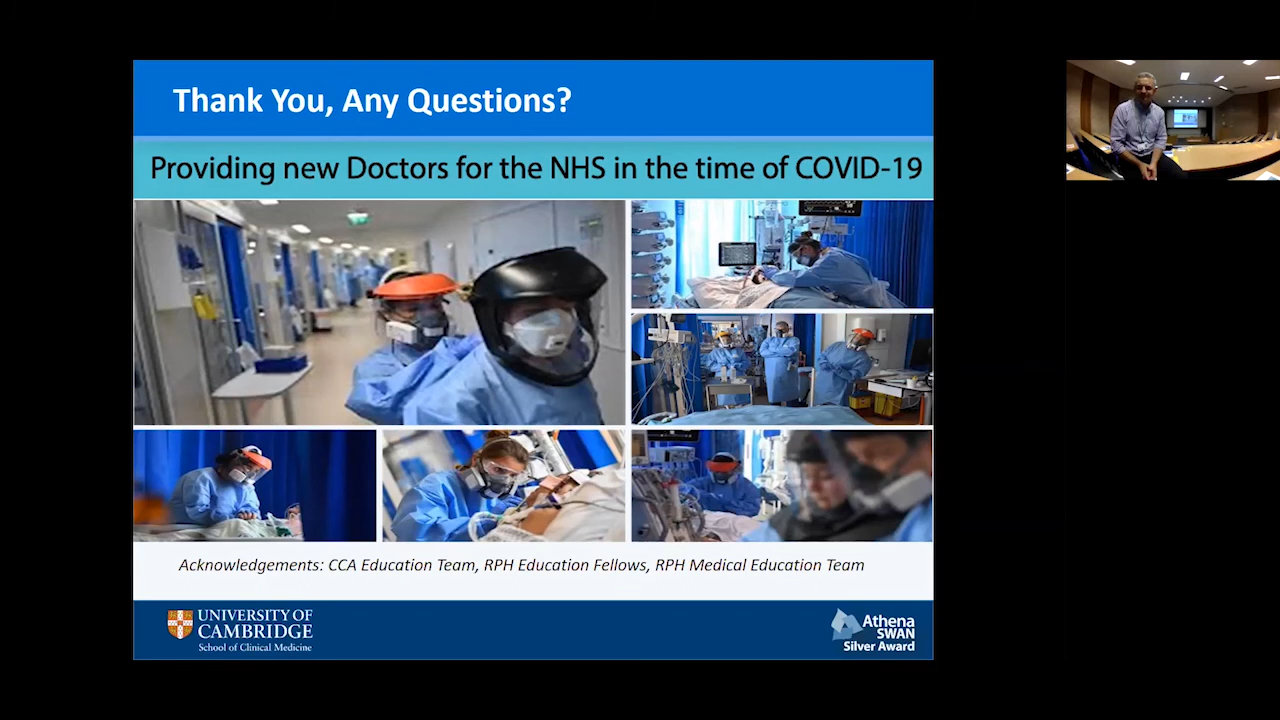 Thank You, Any Questions?
Providing new Doctors for the NHS in the time of COVID-19
Acknowledgements: CCA Education Team, RPH Education Fellows, RPH Medical Education Team
UNIVERSITY OF
CAMBRIDGE
School of Clinical Medicine
Athena
SWAN
Silver Award